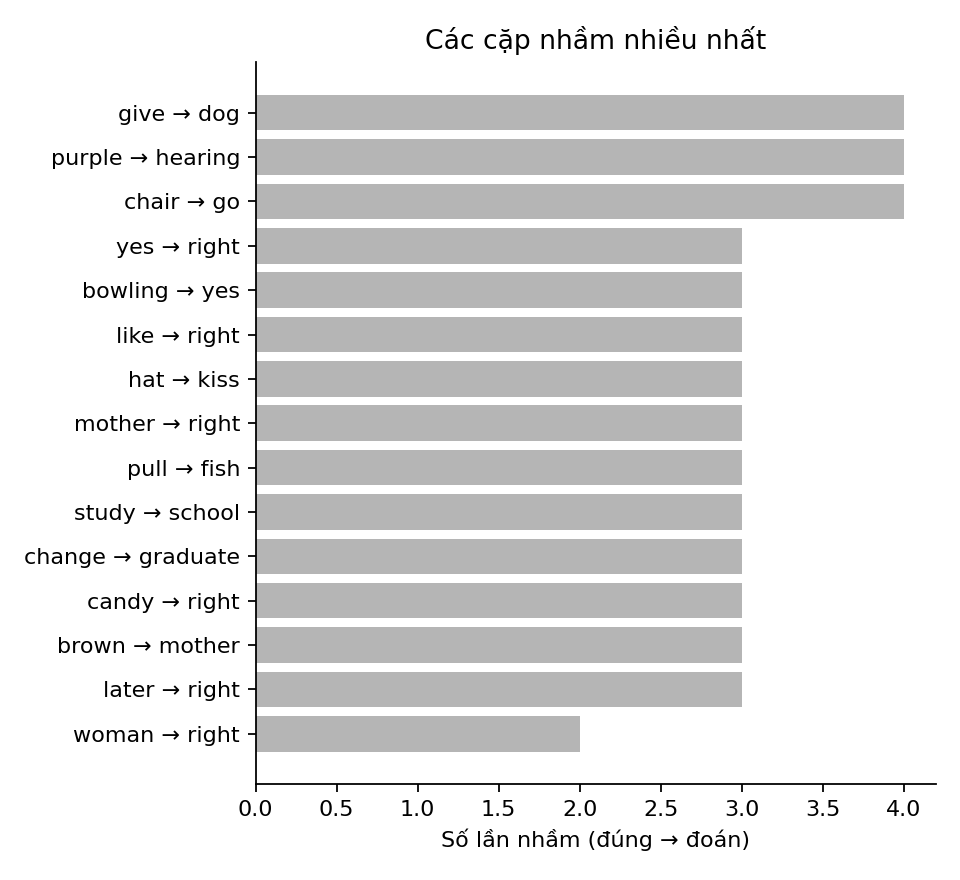 Các cặp nhầm nhiều nhất
give → dog
purple → hearing
chair → go
yes → right
bowling → yes
like → right
hat → kiss
mother → right
pull → fish
study → school
change → graduate
candy → right
brown → mother
later → right
woman → right
0.0 0.5 1.0 1.5 2.0 2.5 3.0 3.5 4.0
Số lần nhầm (đúng → đoán)